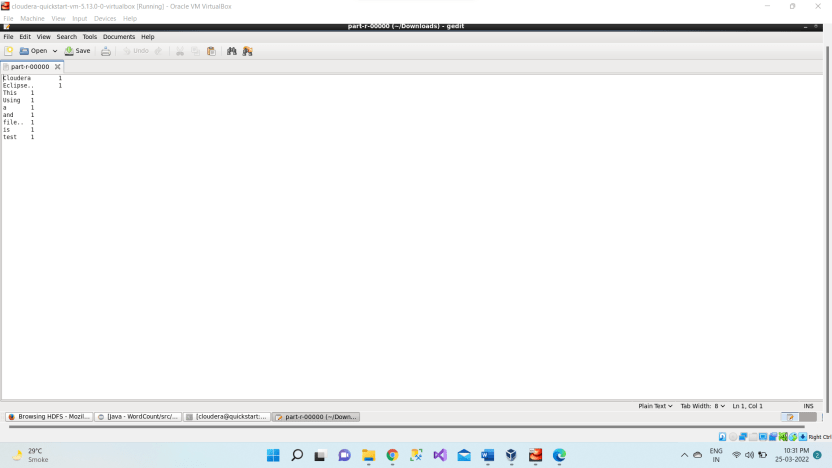 cloudera-quickstart-vm-5.13.0-0-virtualbox (Running) - Oracle VM VirtualBox
File Machine View Input Devices Help
part-r-00000 (~/Downloads) - gedit
File Edit View Search Tools Documents Help
Open Save Undo
part-r-00000
Cloudera 1
Eclipse.. 1
This 1
Using 1
a 1
and 1
file.. 1
is 1
test 1
Plain Text Tab Width: 8 Ln 1, Col 1 INS
Browsing HDFS - Mozil... [Java - WordCount/src/... [cloudera@quickstart:... part-r-00000 (~/Down...
Right Ctrl
29°C
Smoke
ENG
IN
10:31 PM
25-03-2022
2